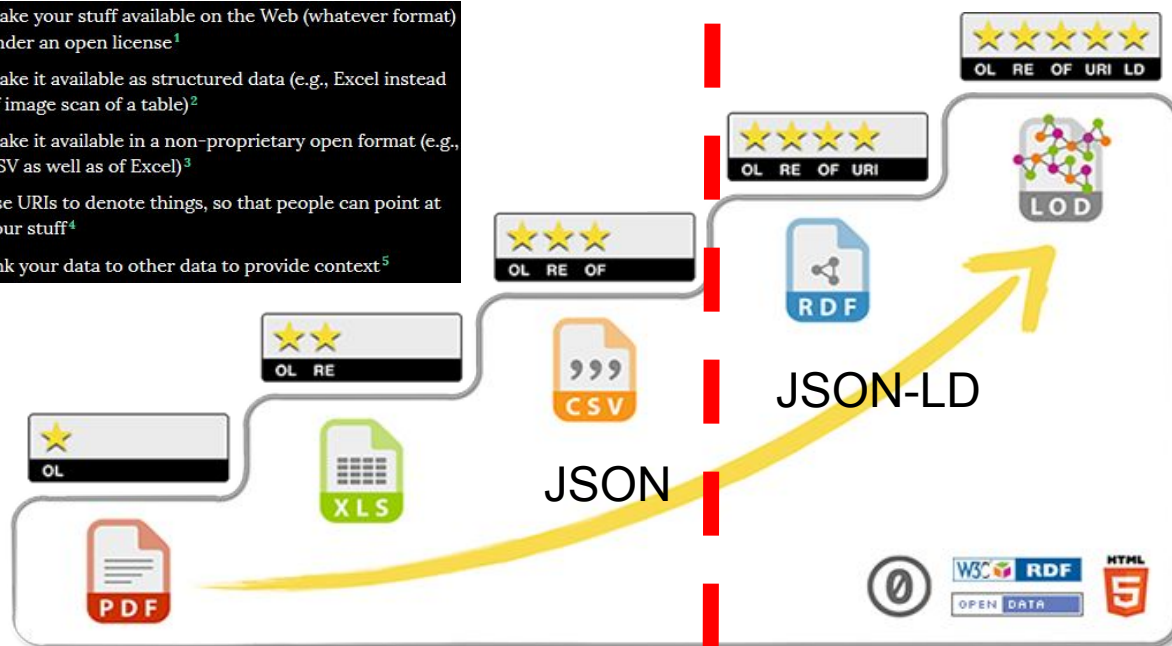 ake your stuff available on the Web (whatever format)
nder an open license¹
ake it available as structured data (e.g., Excel instead
f image scan of a table)²
ake it available in a non-proprietary open format (e.g.,
SV as well as of Excel)³
se URIs to denote things, so that people can point at
our stuff⁴
nk your data to other data to provide context⁵
OL
PDF
OL RE
XLS
OL RE OF
CSV
JSON
OL RE OF URI
RDF
JSON-LD
OL RE OF URI LD
LOD
0
W3C RDF
OPEN DATA
HTML
5